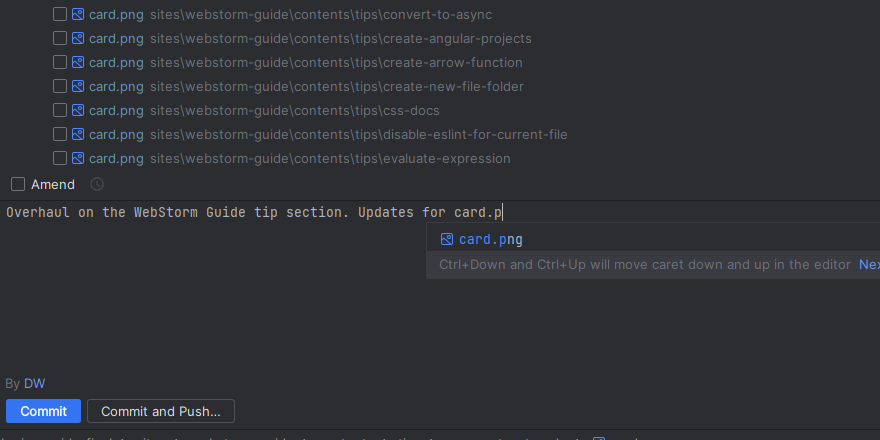 card.png sites\webstorm-guide\contents\tips\convert-to-async
card.png sites\webstorm-guide\contents\tips\create-angular-projects
card.png sites\webstorm-guide\contents\tips\create-arrow-function
card.png sites\webstorm-guide\contents\tips\create-new-file-folder
card.png sites\webstorm-guide\contents\tips\css-docs
card.png sites\webstorm-guide\contents\tips\disable-eslint-for-current-file
card.png sites\webstorm-guide\contents\tips\evaluate-expression
Amend
Overhaul on the WebStorm Guide tip section. Updates for card.p
card.png
Ctrl+Down and Ctrl+Up will move caret down and up in the editor
By DW
Commit Commit and Push...